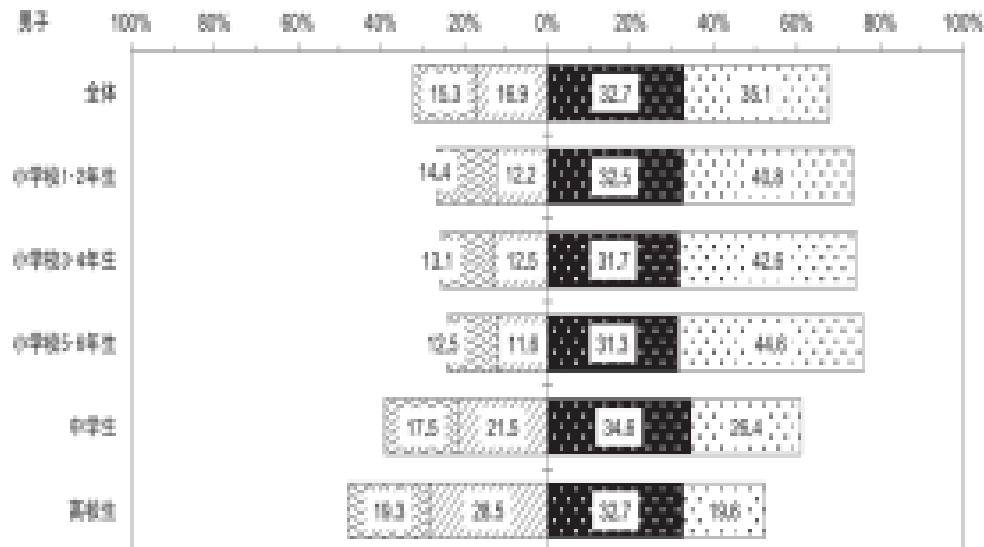 男子 100% 80% 60% 40% 20% 0% 20% 40% 60% 80% 100%
全体 15.3 16.9 32.7 35.1
小学校1-2年生 14.4 12.2 32.5 40.8
小学校3-4年生 13.1 12.5 31.7 42.6
小学校5-6年生 12.5 11.6 31.3 44.6
中学生 17.5 21.5 34.6 26.4
高校生 19.3 28.5 32.7 19.6